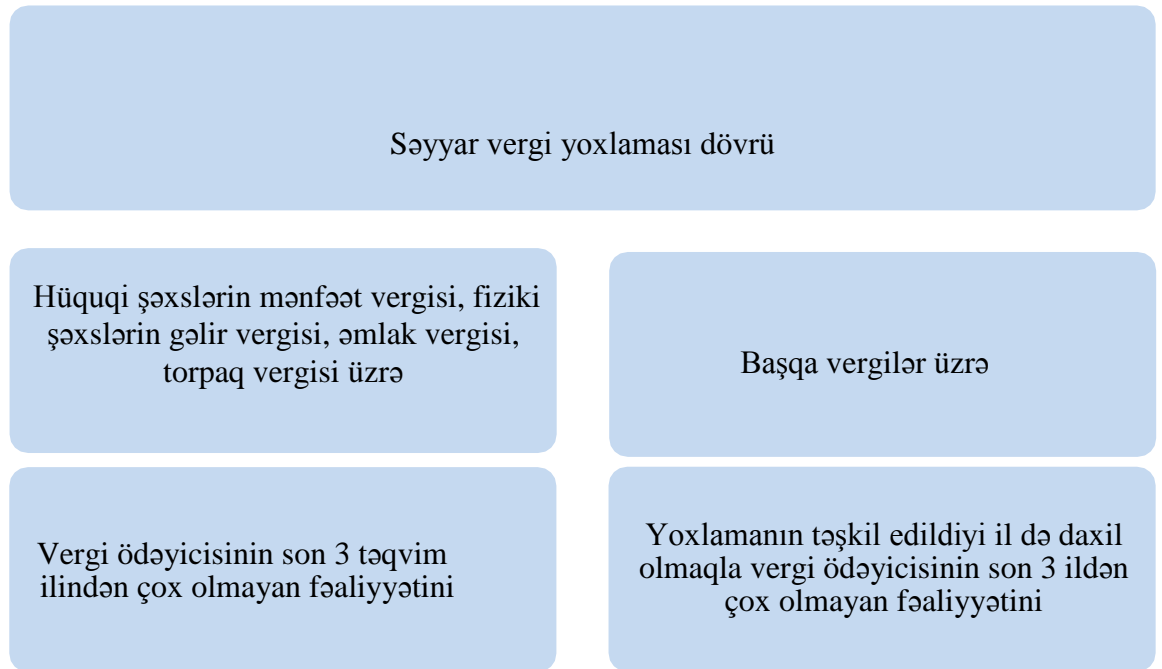 Səyyar vergi yoxlaması dövrü
Hüquqi şəxslərin mənfəət vergisi, fiziki
şəxslərin gəlir vergisi, əmlak vergisi,
torpaq vergisi üzrə
Başqa vergilər üzrə
Vergi ödəyicisinin son 3 təqvim
ilindən çox olmayan fəaliyyətini
Yoxlamanın təşkil edildiyi il də daxil
olmaqla vergi ödəyicisinin son 3 ildən
çox olmayan fəaliyyətini